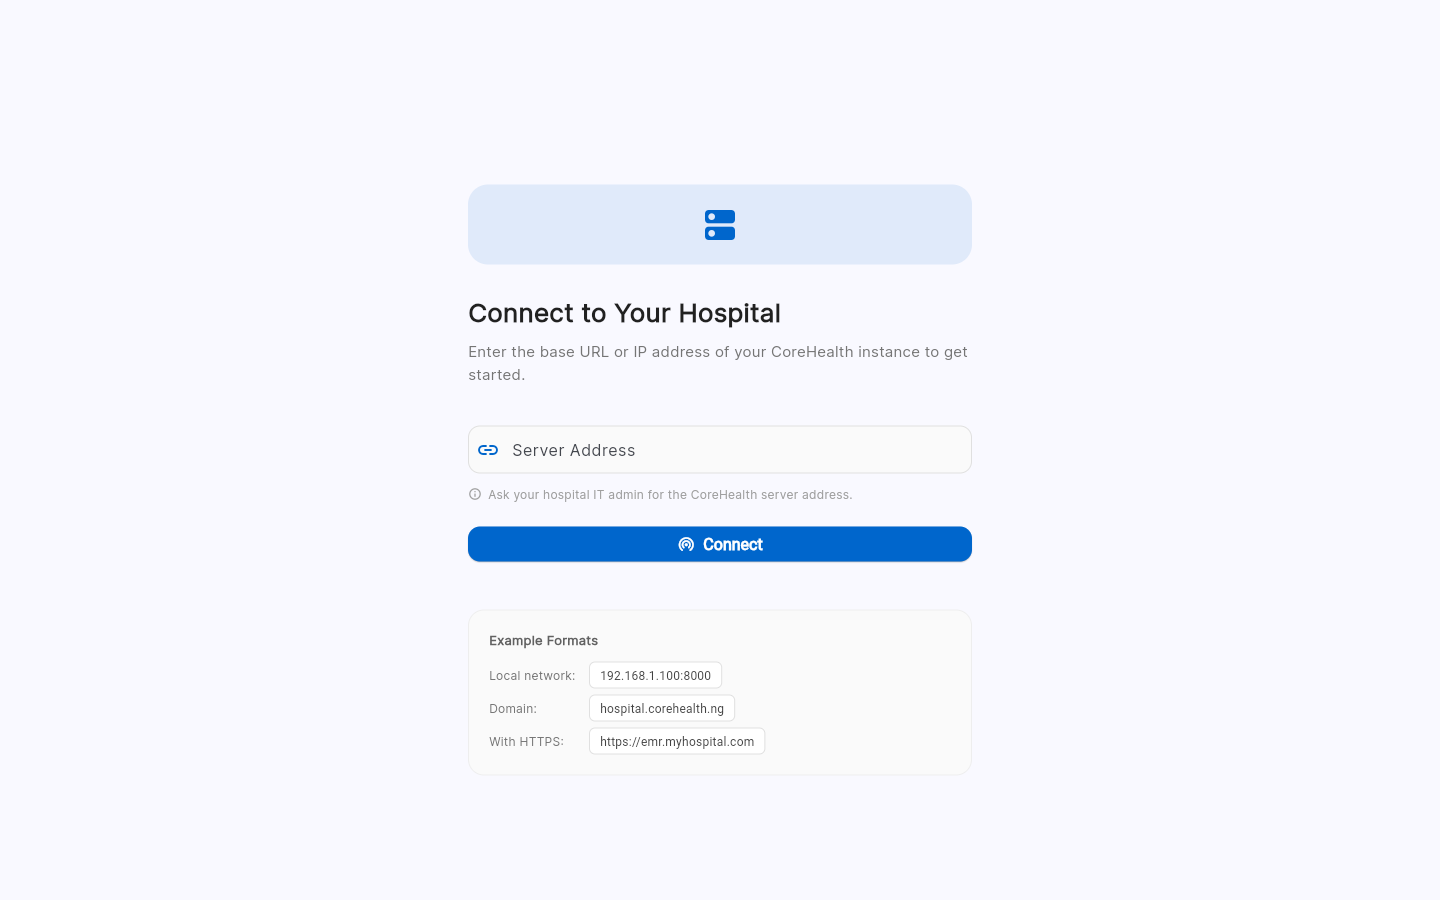 Connect to Your Hospital
Enter the base URL or IP address of your CoreHealth instance to get
started.
Server Address
Ask your hospital IT admin for the CoreHealth server address.
Connect
Example Formats
Local network: 192.168.1.100:8000
Domain: hospital.corehealth.ng
With HTTPS: https://emr.myhospital.com